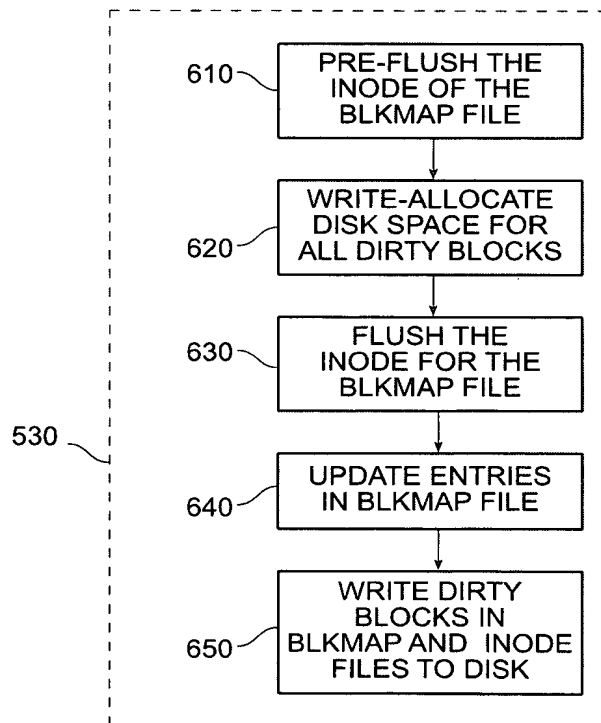 610
PRE-FLUSH THE
INODE OF THE
BLKMAP FILE
620
WRITE-ALLOCATE
DISK SPACE FOR
ALL DIRTY BLOCKS
630
FLUSH THE
INODE FOR THE
BLKMAP FILE
530
640
UPDATE ENTRIES
IN BLKMAP FILE
650
WRITE DIRTY
BLOCKS IN
BLKMAP AND INODE
FILES TO DISK